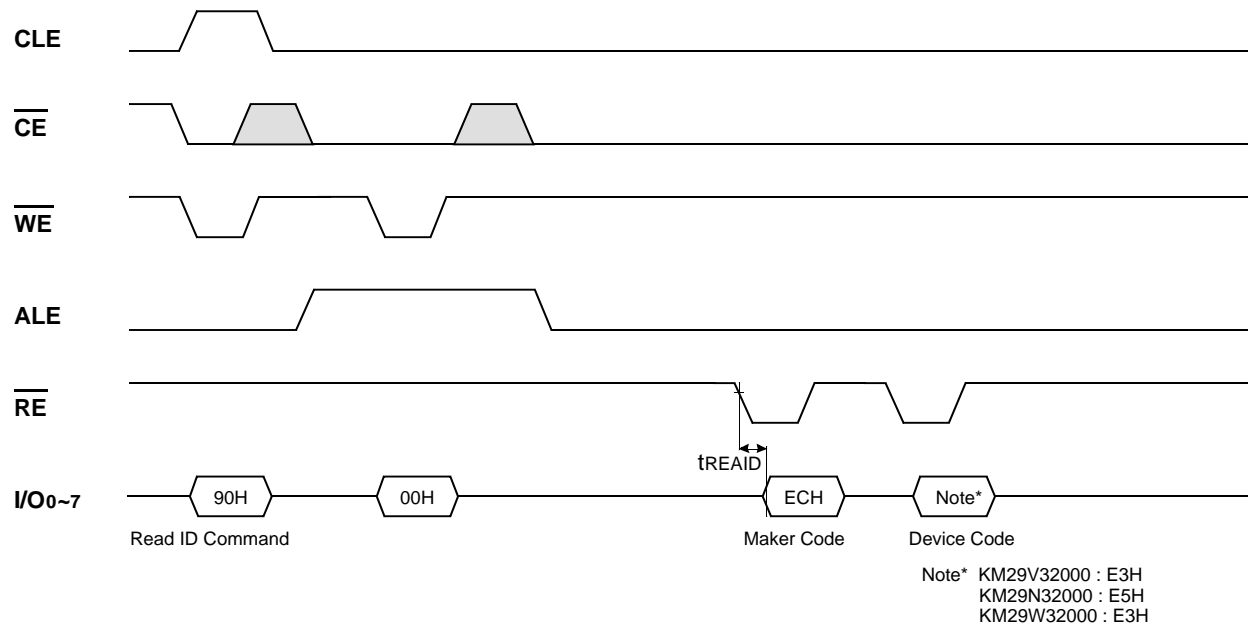 CLE
CE
WE
ALE
RE
tREAID
I/O0~7
90H
00H
ECH
Note*
Read ID Command
Maker Code
Device Code
Note* KM29V32000 : E3H
KM29N32000 : E5H
KM29W32000 : E3H